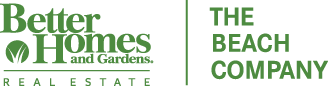 Better
Homes
and Gardens®
REAL ESTATE
THE
BEACH
COMPANY